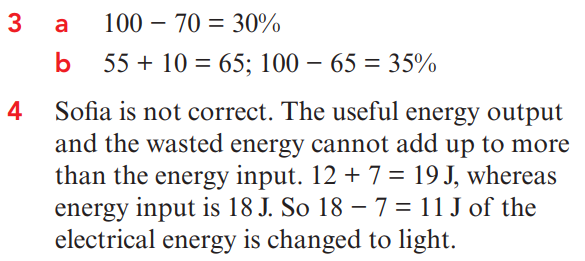 3 a 100 – 70 = 30%
b 55 + 10 = 65; 100 – 65 = 35%
4 Sofia is not correct. The useful energy output
and the wasted energy cannot add up to more
than the energy input. 12 + 7 = 19 J, whereas
energy input is 18 J. So 18 – 7 = 11 J of the
electrical energy is changed to light.